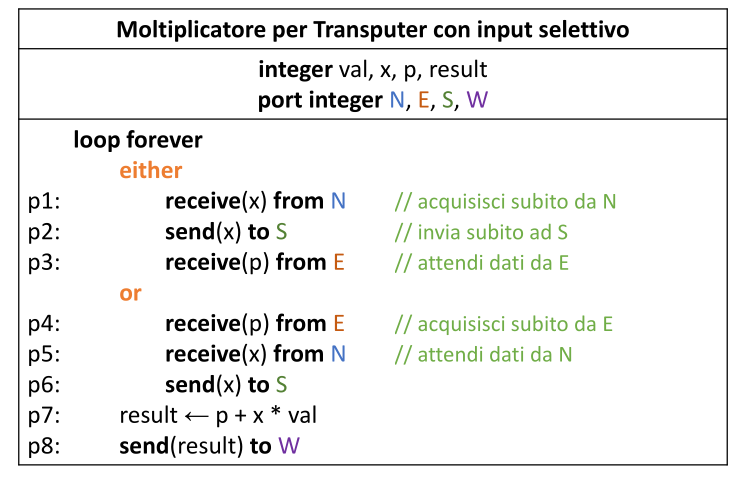 Moltiplicatore per Transputer con input selettivo
integer val, x, p, result
port integer N, E, S, W
loop forever
either
p1: receive(x) from N // acquisisci subito da N
p2: send(x) to S // invia subito ad S
p3: receive(p) from E // attendi dati da E
or
p4: receive(p) from E // acquisisci subito da E
p5: receive(x) from N // attendi dati da N
p6: send(x) to S
p7: result ← p + x * val
p8: send(result) to W